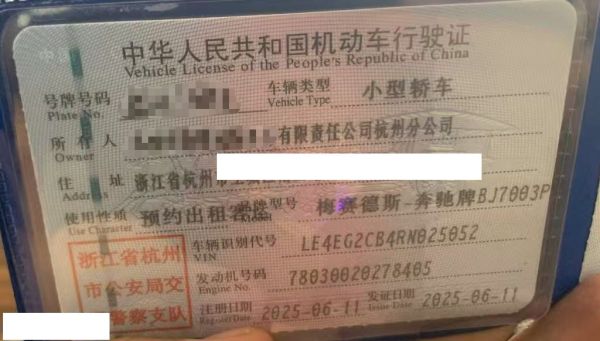 中华人民共和国机动车行驶证
Vehicle License of the People's Republic of China
号牌号码 车辆类型 小型轿车
Plate No. Vehicle Type
所有人 有限责任公司杭州分公司
Owner
住址 浙江省杭州市
Address
使用性质 预约出租客运 品牌型号 梅赛德斯-奔驰牌BJ7003P
Use Character
浙江省杭州 车辆识别代号 LE4EG2CB4RN025052
VIN
市公安局交 发动机号码 78030020278405
Engine No.
警察支队 注册日期 2025-06-11 发证日期 2025-06-11
Register Date Issue Date